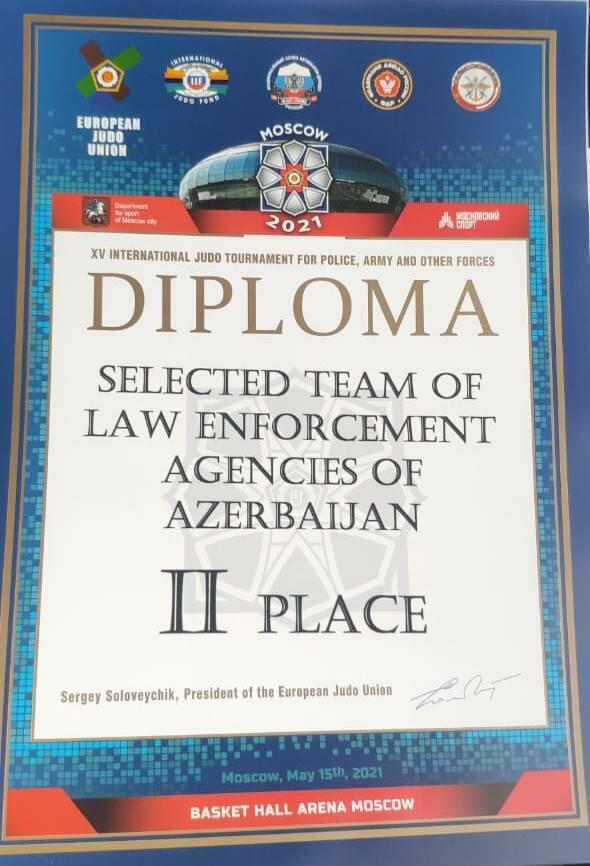 EUROPEAN
JUDO
UNION
INTERNATIONAL
JUDO FUND
MOSCOW
2021
Department
for sport
of Moscow city
МОСКОВСКИЙ
СПОРТ
XV INTERNATIONAL JUDO TOURNAMENT FOR POLICE, ARMY AND OTHER FORCES
DIPLOMA
SELECTED TEAM OF
LAW ENFORCEMENT
AGENCIES OF
AZERBAIJAN
II PLACE
Sergey Soloveychik, President of the European Judo Union
Moscow, May 15th, 2021
BASKET HALL ARENA MOSCOW